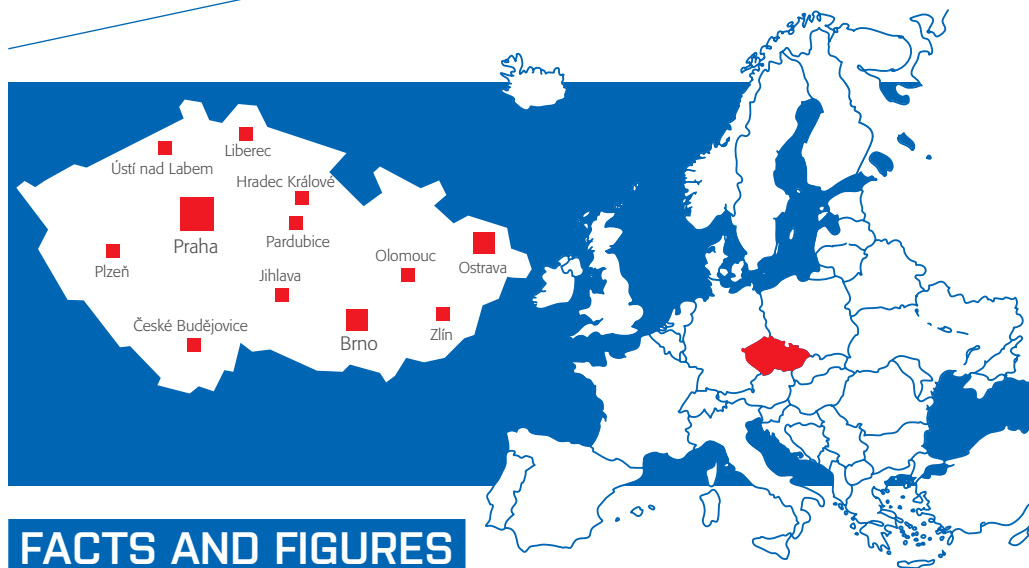 Liberec
Ústí nad Labem
Hradec Králové
Praha
Pardubice
Plzeň
Olomouc
Ostrava
Jihlava
České Budějovice
Brno
Zlín
FACTS AND FIGURES